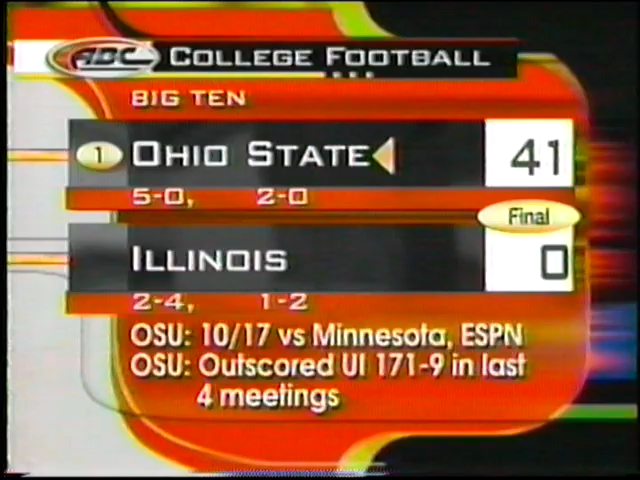 ABC COLLEGE FOOTBALL
BIG TEN
1 OHIO STATE 41
5-0, 2-0
Final
ILLINOIS 0
2-4, 1-2
OSU: 10/17 vs Minnesota, ESPN
OSU: Outscored UI 171-9 in last
4 meetings